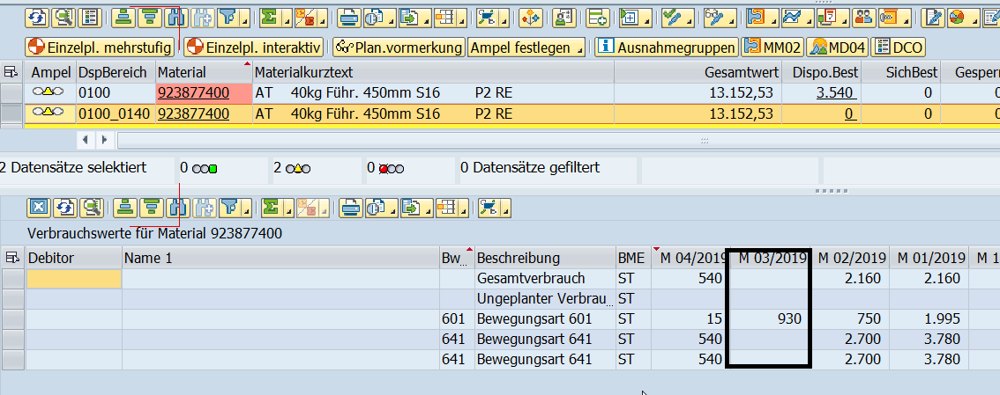 Einzelpl. mehrstufig Einzelpl. interaktiv Plan.vormerkung Ampel festlegen Ausnahmegruppen MM02 MD04 DCO
Ampel DspBereich Material Materialkurztext Gesamtwert Dispo.Best SichBest Gesperr
0100 923877400 AT 40kg Führ. 450mm S16 P2 RE 13.152,53 3.540 0 0
0100_0140 923877400 AT 40kg Führ. 450mm S16 P2 RE 13.152,53 0 0 0
2 Datensätze selektiert 0 2 0 0 Datensätze gefiltert
Verbrauchswerte für Material 923877400
Debitor Name 1 Bw... Beschreibung BME M 04/2019 M 03/2019 M 02/2019 M 01/2019 M 1
Gesamtverbrauch ST 540 2.160 2.160
Ungeplanter Verbrau... ST
601 Bewegungsart 601 ST 15 930 750 1.995
641 Bewegungsart 641 ST 540 2.700 3.780
641 Bewegungsart 641 ST 540 2.700 3.780